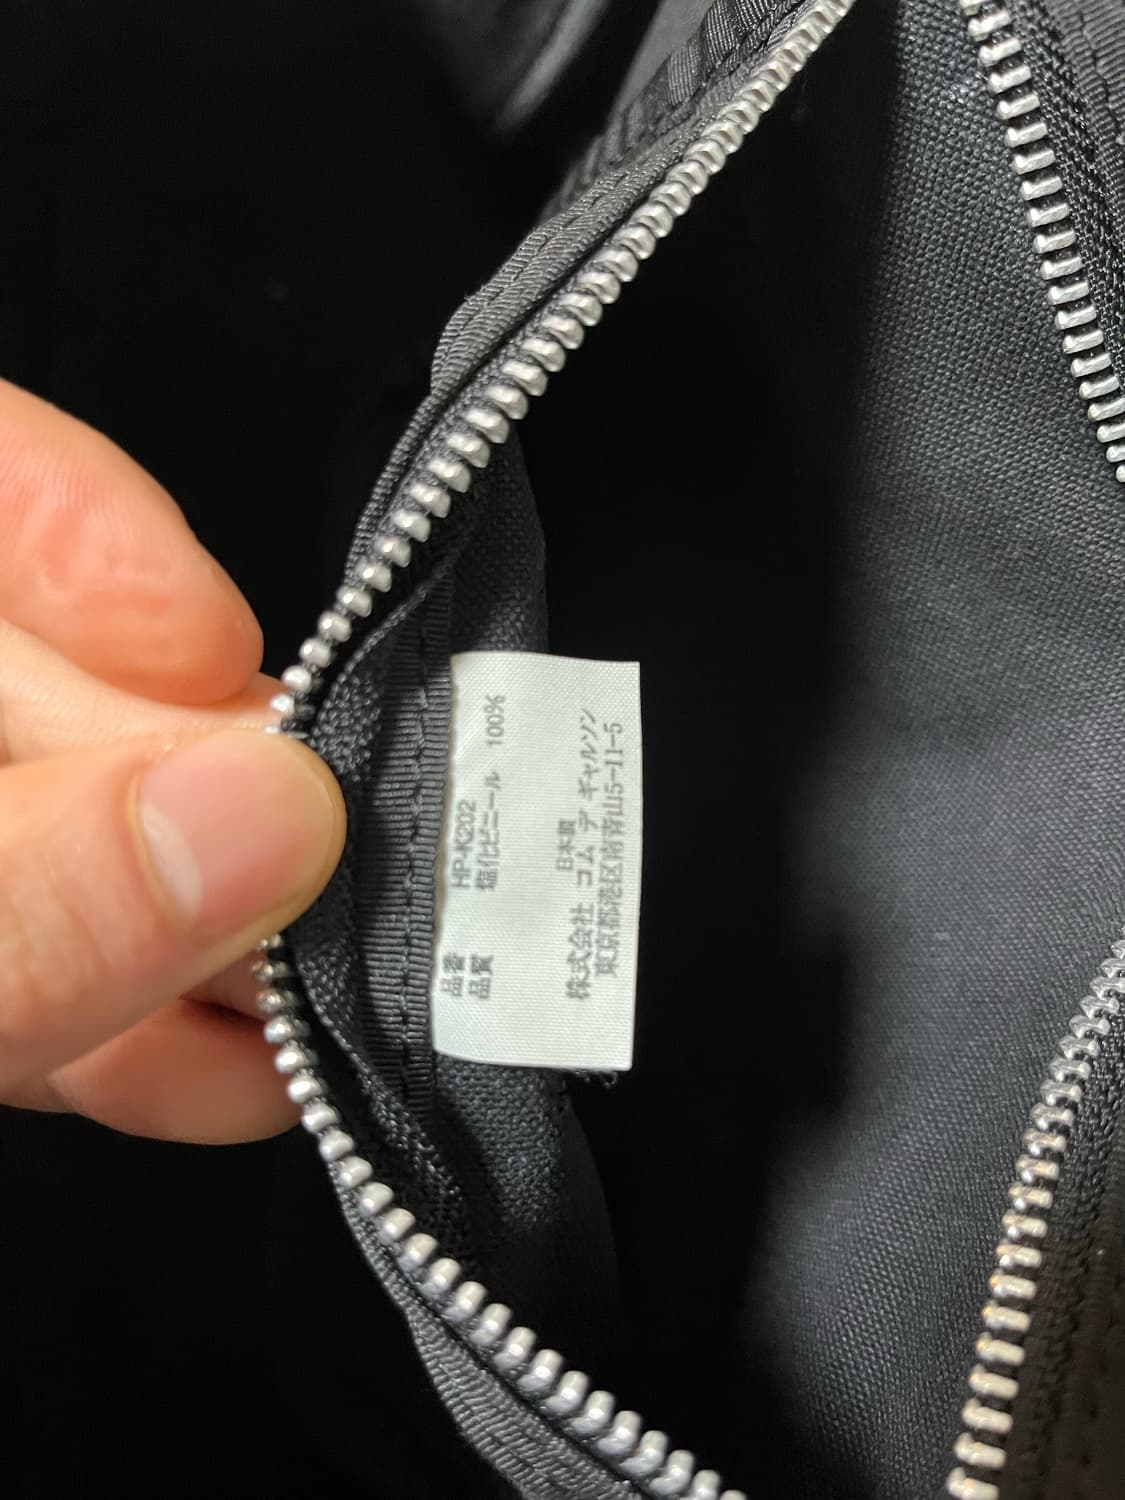 品番 HP-K202
品質 塩化ビニール 100%
日本製
株式会社 コム デ ギャルソン
東京都港区南青山5-11-5